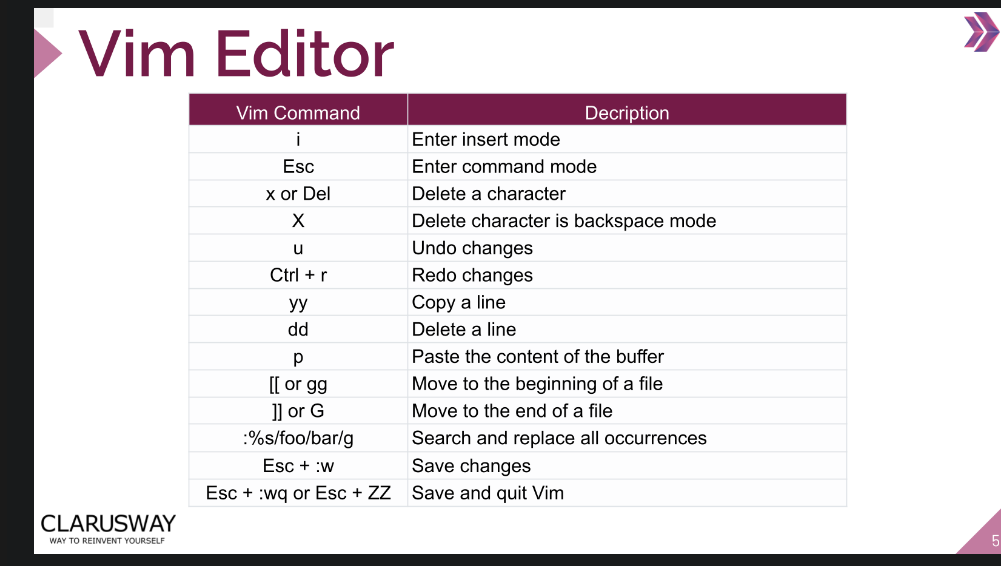 Vim Editor
Vim Command Decription
i Enter insert mode
Esc Enter command mode
x or Del Delete a character
X Delete character is backspace mode
u Undo changes
Ctrl + r Redo changes
yy Copy a line
dd Delete a line
p Paste the content of the buffer
[[ or gg Move to the beginning of a file
]] or G Move to the end of a file
:%s/foo/bar/g Search and replace all occurrences
Esc + :w Save changes
Esc + :wq or Esc + ZZ Save and quit Vim
CLARUSWAY
WAY TO REINVENT YOURSELF
5